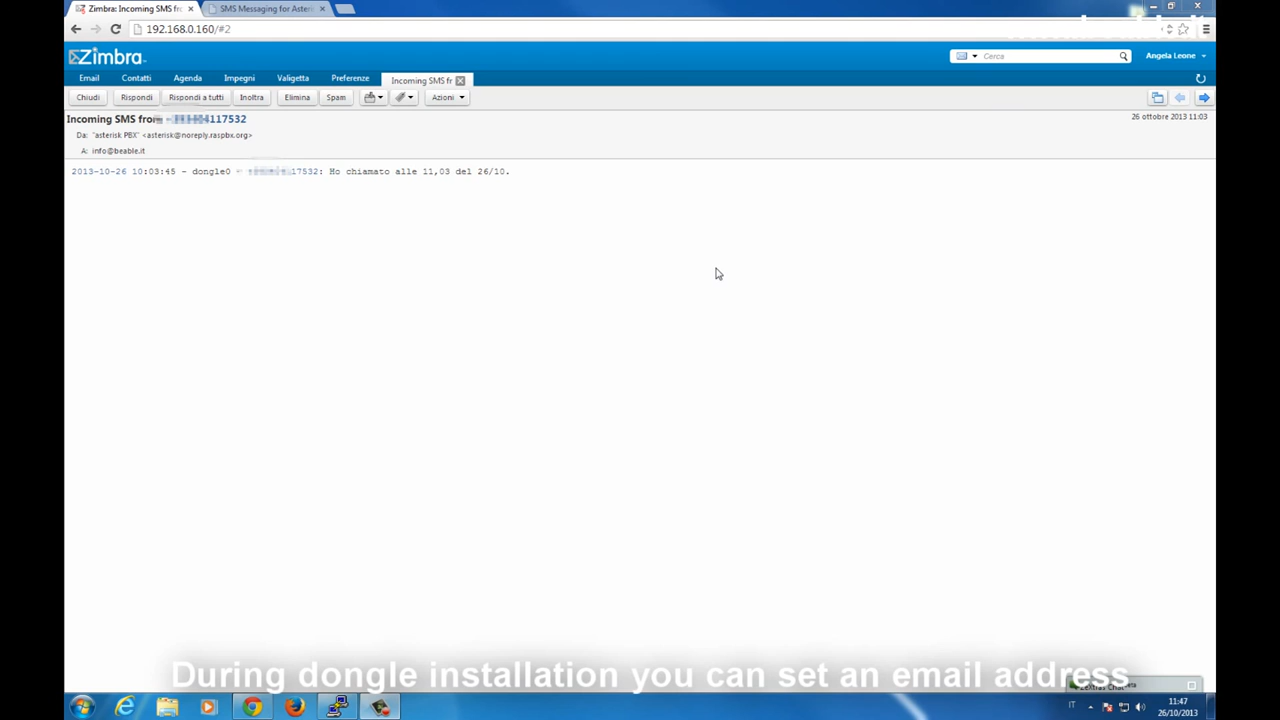 Zimbra: Incoming SMS fr
SMS Messaging for Asteri
192.168.0.160/#2
Zimbra
Cerca
Angela Leone
Email
Contatti
Agenda
Impegni
Valigetta
Preferenze
Incoming SMS fr
Chiudi
Rispondi
Rispondi a tutti
Inoltra
Elimina
Spam
Azioni
Incoming SMS from 117532
26 ottobre 2013 11:03
Da: "asterisk PBX" <asterisk@noreply.raspbx.org>
A: info@beable.it
2013-10-26 10:03:45 - dongle0 - 17532: Ho chiamato alle 11,03 del 26/10.
During dongle installation you can set an email address
IT
11:47
26/10/2013